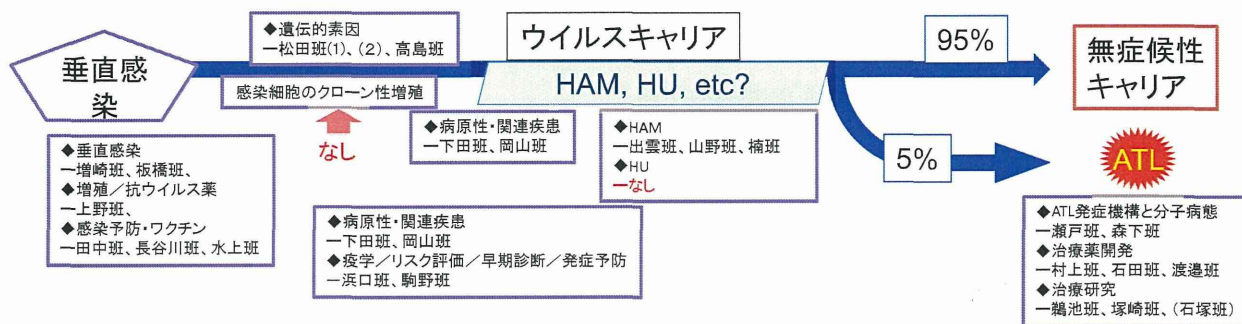 垂直感
染
◆遺伝的素因
ー松田班(1)、(2)、高島班
感染細胞のクローン性増殖
なし
◆垂直感染
ー増崎班、板橋班、
◆増殖／抗ウイルス薬
ー上野班、
◆感染予防・ワクチン
ー田中班、長谷川班、水上班
ウイルスキャリア
HAM, HU, etc?
◆病原性・関連疾患
ー下田班、岡山班
◆HAM
ー出雲班、山野班、楠班
◆HU
ーなし
◆病原性・関連疾患
ー下田班、岡山班
◆疫学／リスク評価／早期診断／発症予防
ー浜口班、駒野班
95%
無症候性
キャリア
5%
ATL
◆ATL発症機構と分子病態
ー瀬戸班、森下班
◆治療薬開発
ー村上班、石田班、渡邉班
◆治療研究
ー鵜池班、塚崎班、(石塚班)